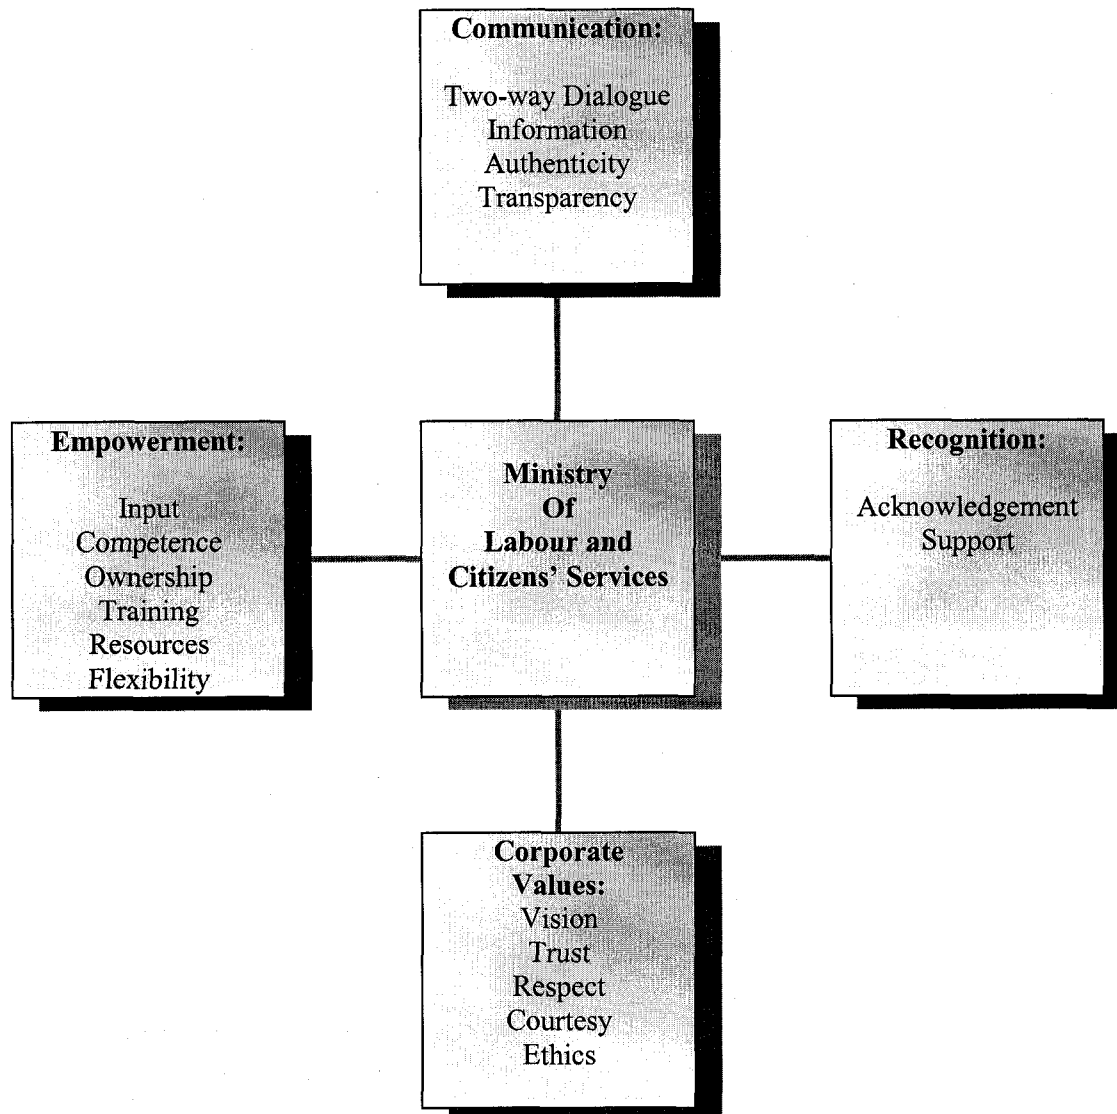 Communication:
Two-way Dialogue
Information
Authenticity
Transparency
Empowerment:
Input
Competence
Ownership
Training
Resources
Flexibility
Ministry
Of
Labour and
Citizens’ Services
Recognition:
Acknowledgement
Support
Corporate
Values:
Vision
Trust
Respect
Courtesy
Ethics